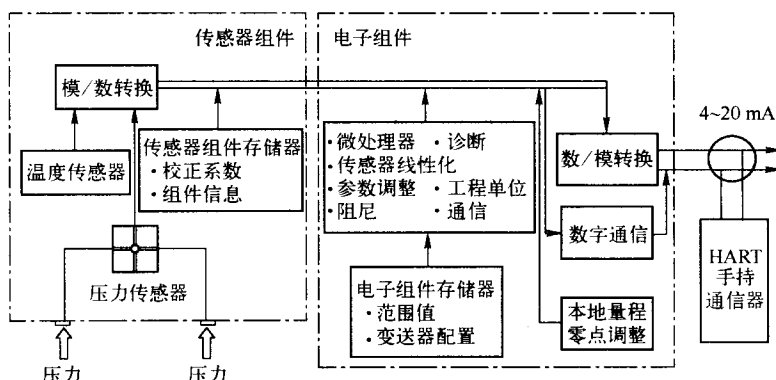 传感器组件
电子组件
模/数转换
4~20 mA
温度传感器
传感器组件存储器
·校正系数
·组件信息
·微处理器 ·诊断
·传感器线性化
·参数调整 ·工程单位
·阻尼 ·通信
数/模转换
数字通信
压力传感器
电子组件存储器
·范围值
·变送器配置
本地量程
零点调整
HART
手持
通信器
压力
压力